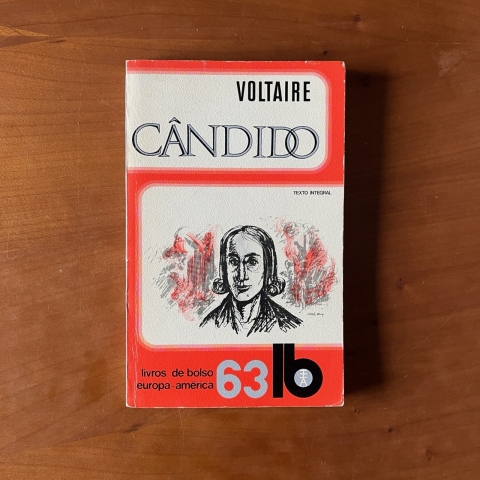 VOLTAIRE
CÂNDIDO
TEXTO INTEGRAL
livros de bolso
europa-américa
63
lb